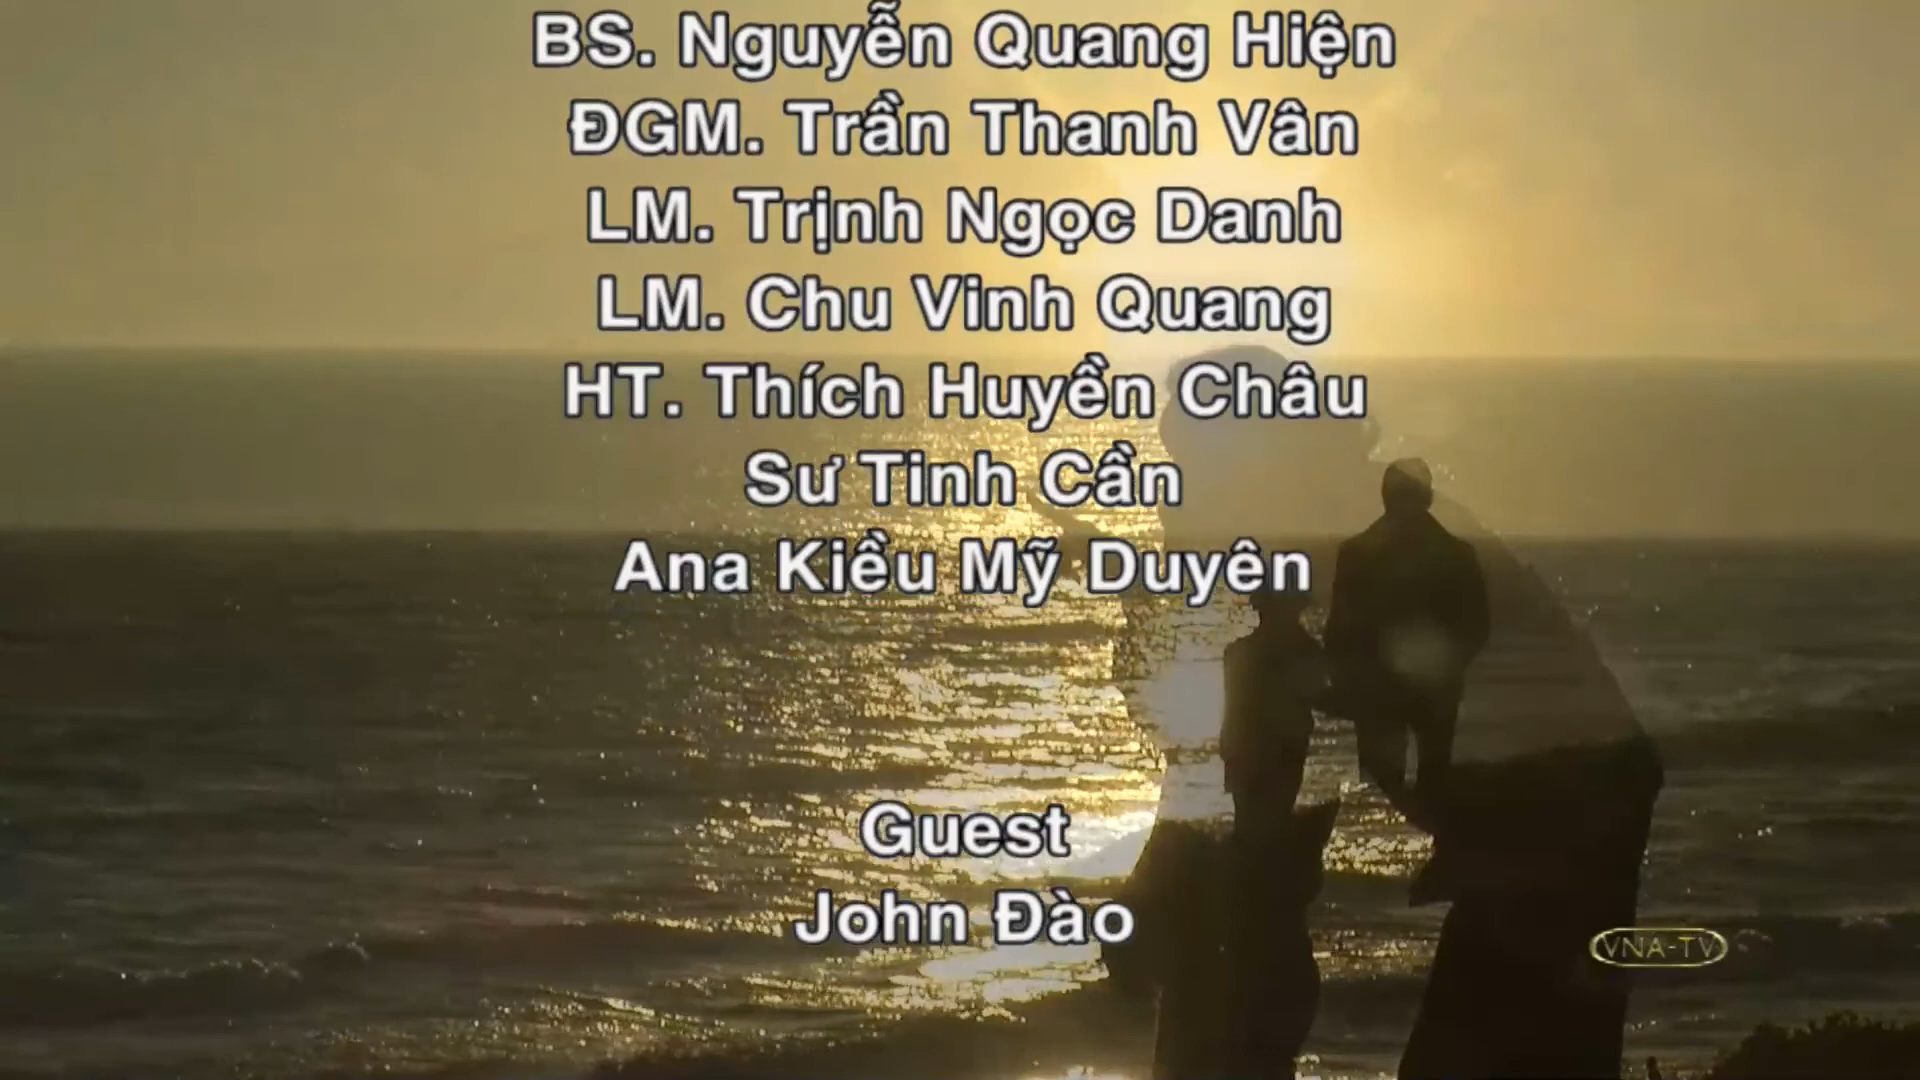 BS. Nguyễn Quang Hiện
ĐGM. Trần Thanh Vân
LM. Trịnh Ngọc Danh
LM. Chu Vinh Quang
HT. Thích Huyền Châu
Sư Tinh Cần
Ana Kiều Mỹ Duyên
Guest
John Đào
VNA-TV